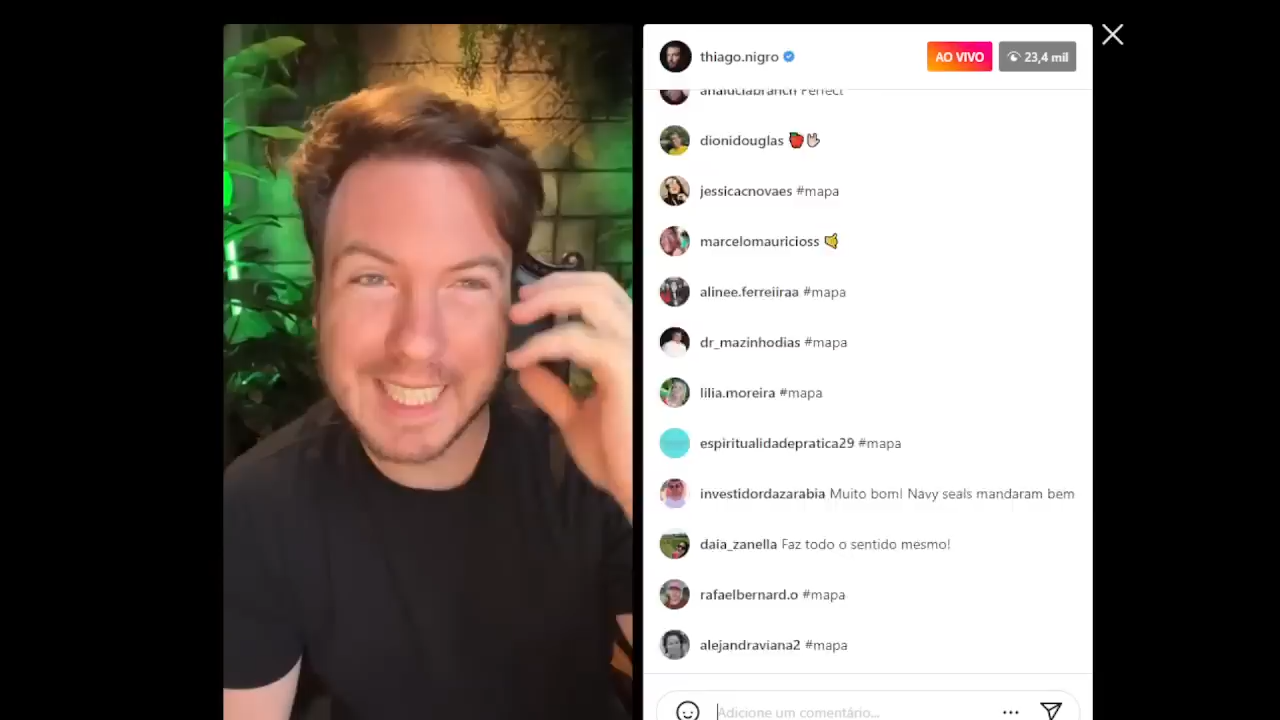 thiago.nigro
AO VIVO
23,4 mil
analuciabranch Perfect
dionidouglas
jessicacnovaes #mapa
marcelomauricioss
alinee.ferreiiraa #mapa
dr_mazinhodias #mapa
lilia.moreira #mapa
espiritualidadepratica29 #mapa
investidordazarabia Muito bom! Navy seals mandaram bem
daia_zanella Faz todo o sentido mesmo!
rafaelbernard.o #mapa
alejandraviana2 #mapa
Adicione um comentário...